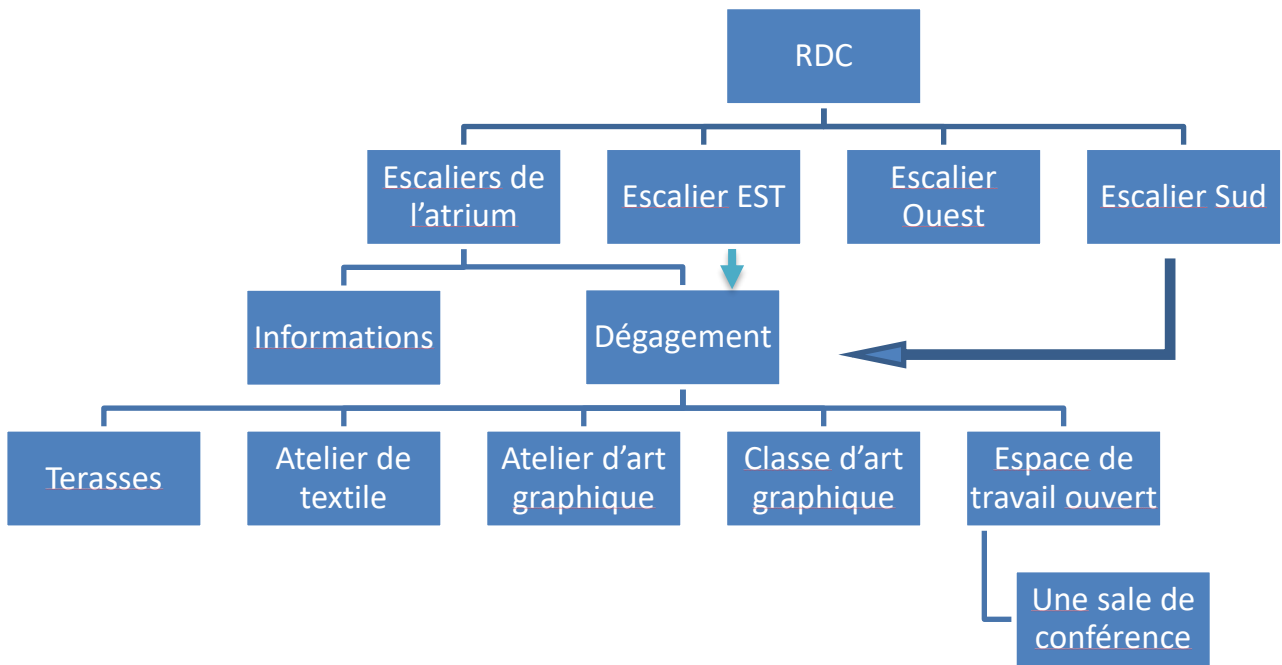 RDC
Escaliers de
l’atrium
Escalier EST
Escalier
Ouest
Escalier Sud
Informations
Dégagement
Terasses
Atelier de
textile
Atelier d’art
graphique
Classe d’art
graphique
Espace de
travail ouvert
Une sale de
conférence